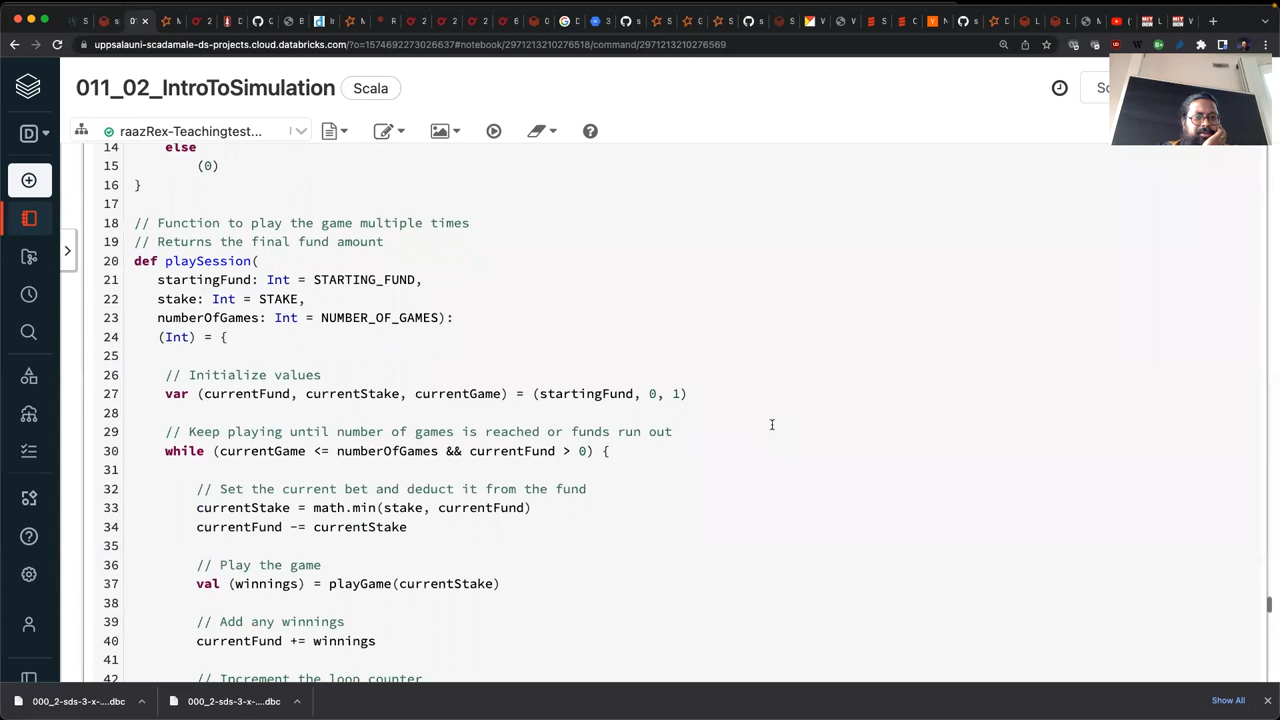 uppsalauni-scadamale-ds-projects.cloud.databricks.com/?o=1574692273026637#notebook/2971213210276518/command/2971213210276569
011_02_IntroToSimulation
Scala
Sc
D
raazRex-Teachingtest...
14 else
15 (0)
16 }
17
18 // Function to play the game multiple times
19 // Returns the final fund amount
20 def playSession(
21 startingFund: Int = STARTING_FUND,
22 stake: Int = STAKE,
23 numberOfGames: Int = NUMBER_OF_GAMES):
24 (Int) = {
25
26 // Initialize values
27 var (currentFund, currentStake, currentGame) = (startingFund, 0, 1)
28
29 // Keep playing until number of games is reached or funds run out
30 while (currentGame <= numberOfGames && currentFund > 0) {
31
32 // Set the current bet and deduct it from the fund
33 currentStake = math.min(stake, currentFund)
34 currentFund -= currentStake
35
36 // Play the game
37 val (winnings) = playGame(currentStake)
38
39 // Add any winnings
40 currentFund += winnings
41
42 // Increment the loop counter
000_2-sds-3-x-....dbc
000_2-sds-3-x-....dbc
Show All